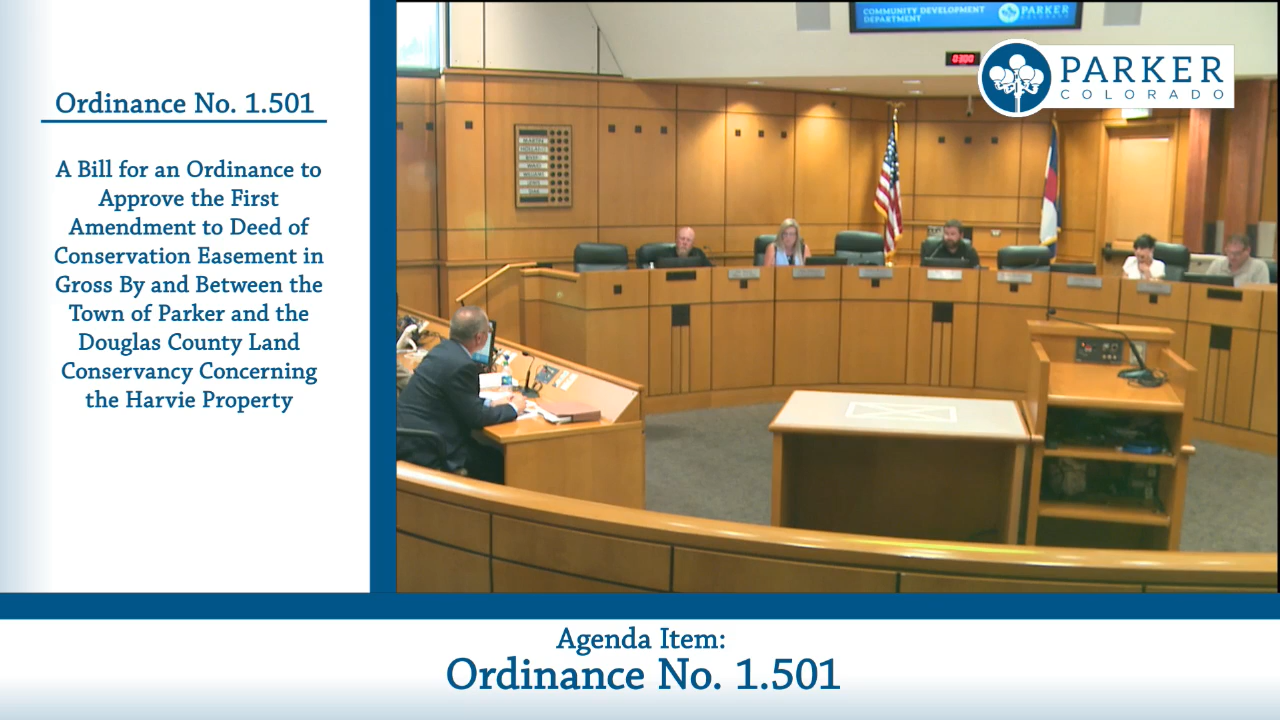 Ordinance No. 1.501
A Bill for an Ordinance to
Approve the First
Amendment to Deed of
Conservation Easement in
Gross By and Between the
Town of Parker and the
Douglas County Land
Conservancy Concerning
the Harvie Property
COMMUNITY DEVELOPMENT
DEPARTMENT
PARKER
COLORADO
PARKER
COLORADO
Agenda Item:
Ordinance No. 1.501